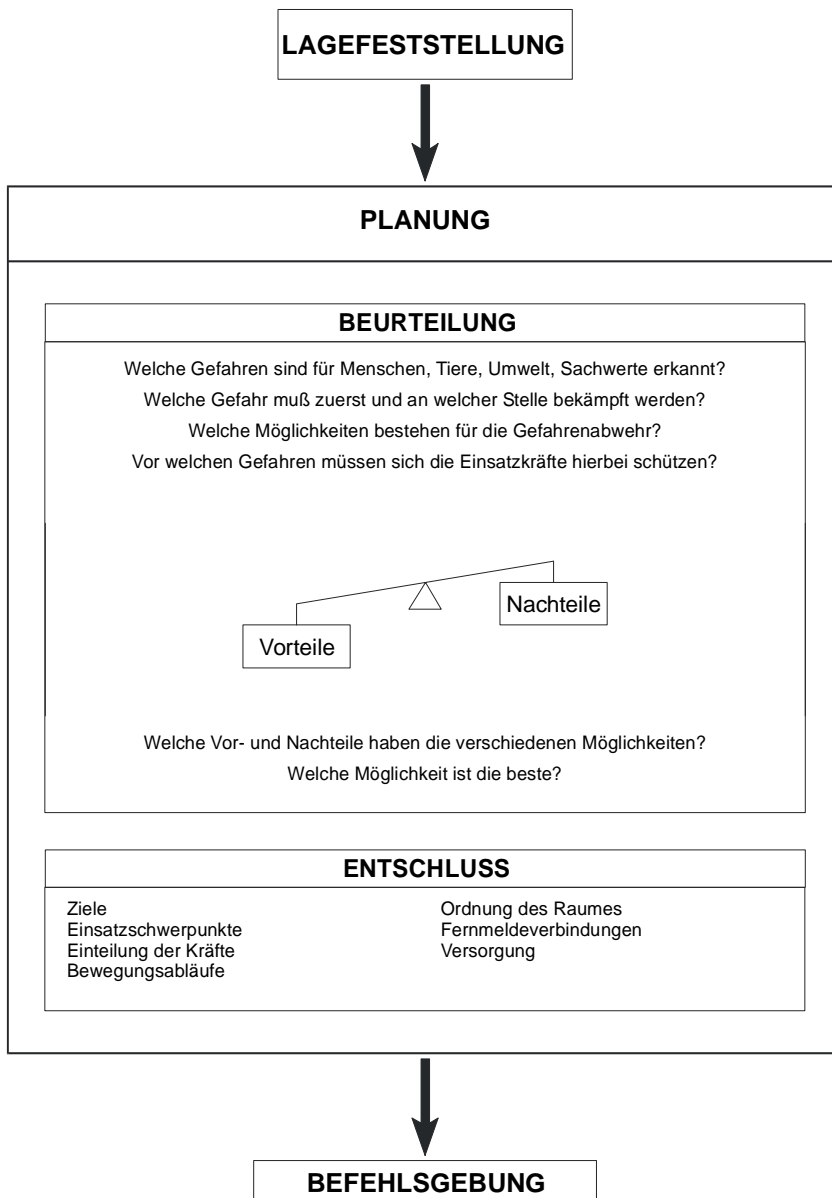 LAGEFESTSTELLUNG
PLANUNG
BEURTEILUNG
Welche Gefahren sind für Menschen, Tiere, Umwelt, Sachwerte erkannt?
Welche Gefahr muß zuerst und an welcher Stelle bekämpft werden?
Welche Möglichkeiten bestehen für die Gefahrenabwehr?
Vor welchen Gefahren müssen sich die Einsatzkräfte hierbei schützen?
Nachteile
Vorteile
Welche Vor- und Nachteile haben die verschiedenen Möglichkeiten?
Welche Möglichkeit ist die beste?
ENTSCHLUSS
Ziele
Einsatzschwerpunkte
Einteilung der Kräfte
Bewegungsabläufe
Ordnung des Raumes
Fernmeldeverbindungen
Versorgung
BEFEHLSGEBUNG